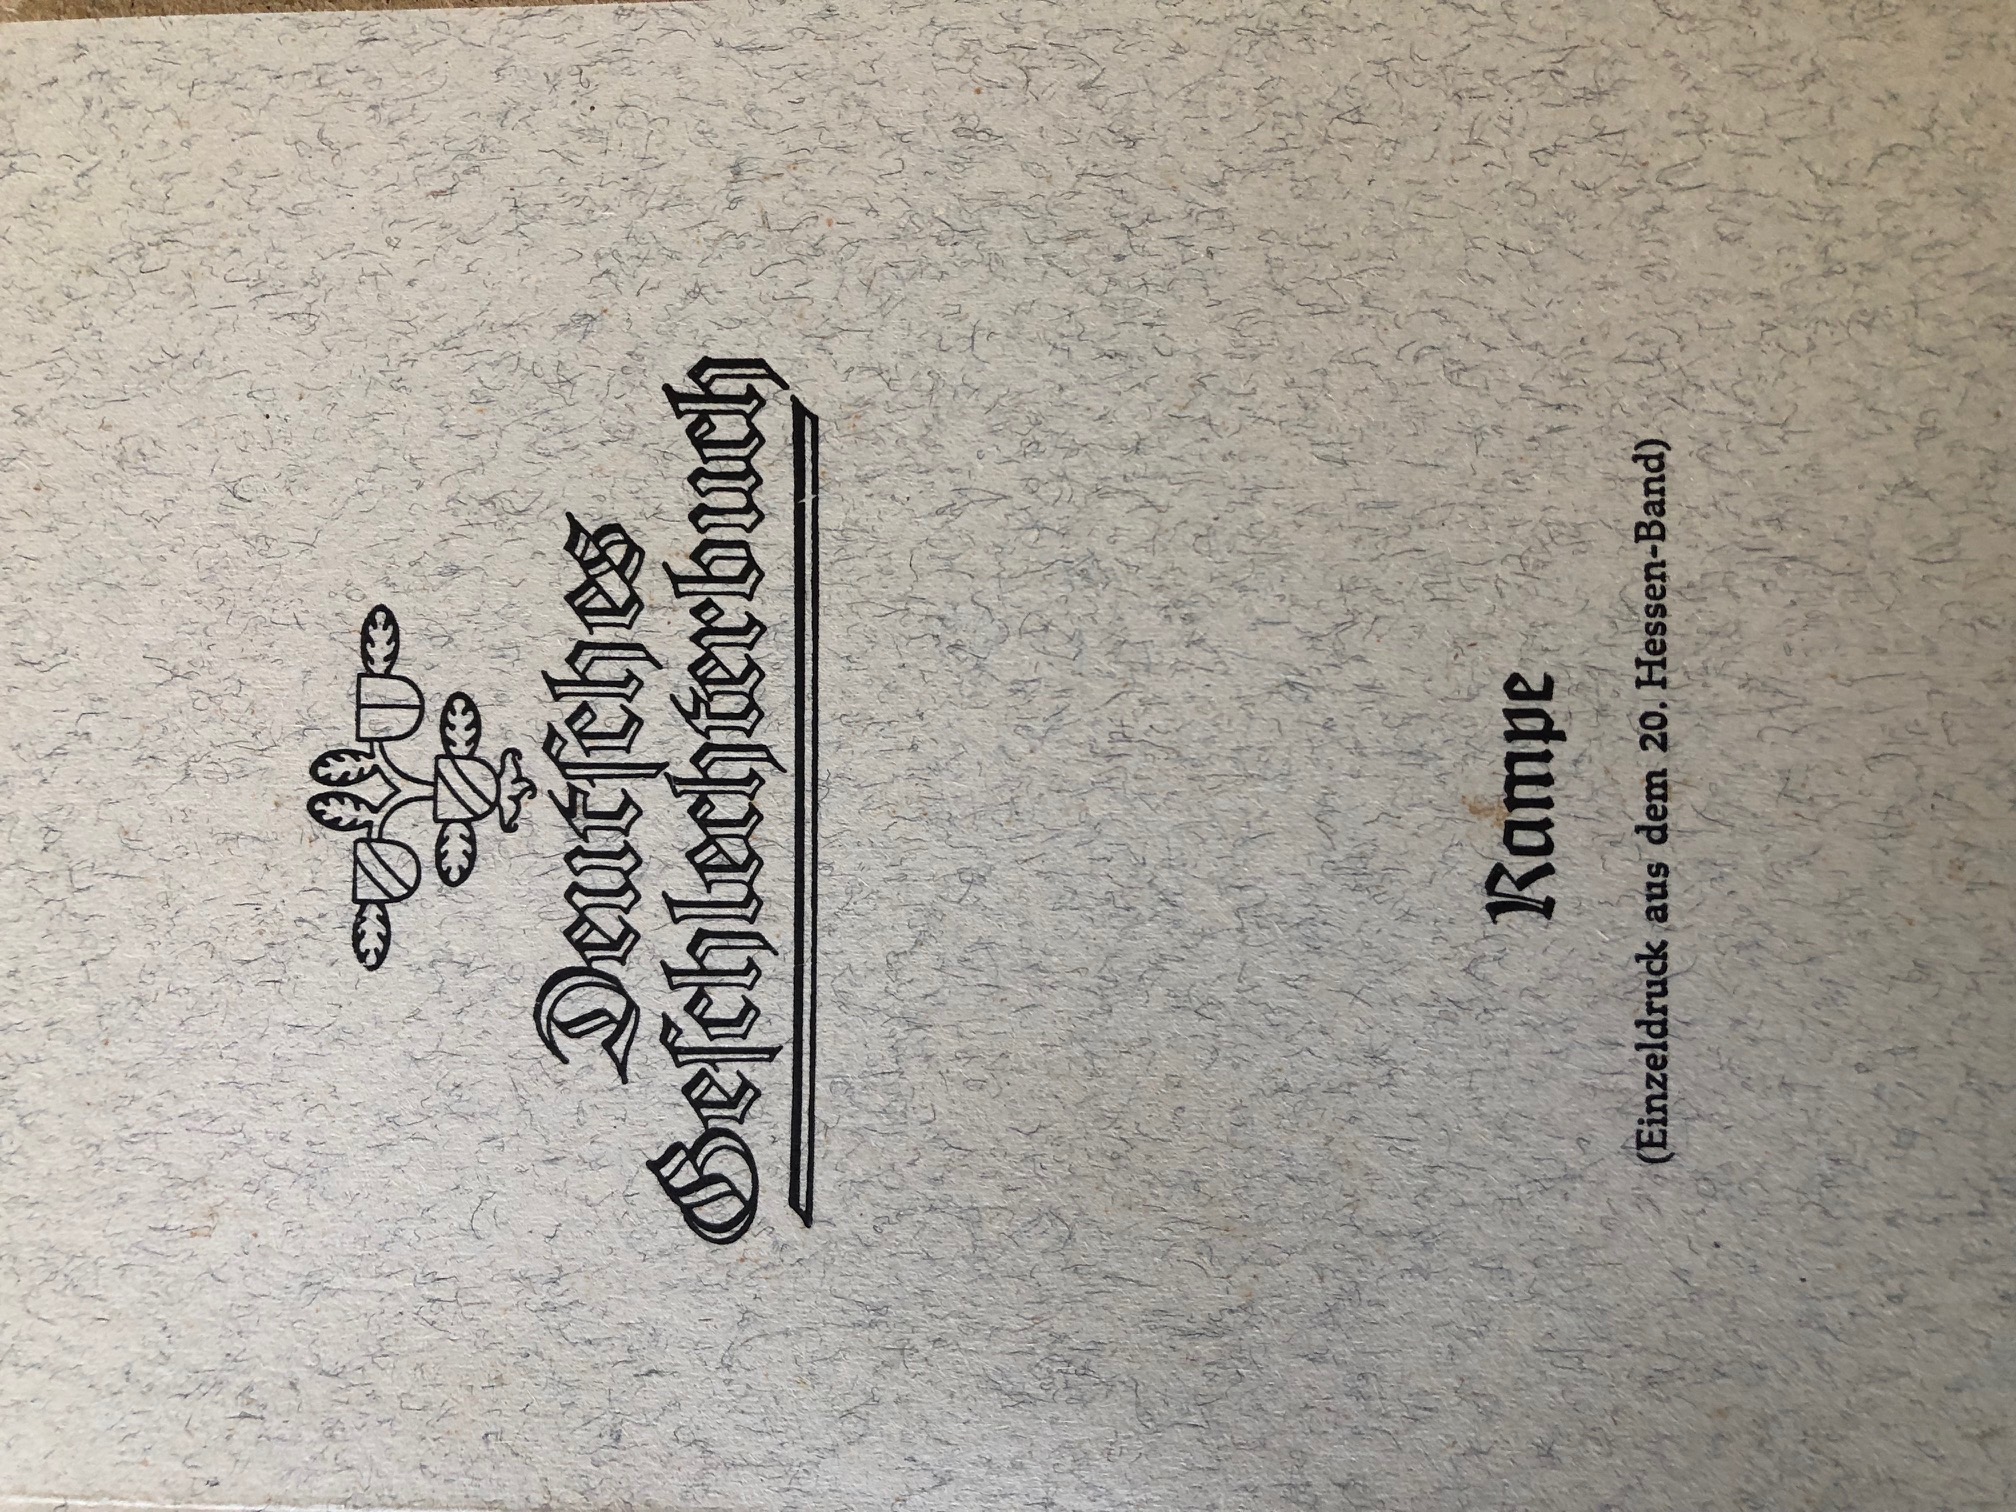 Deutſches
Geſchlechterbuch
Rampe
(Einzeldruck aus dem 20. Hessen-Band)